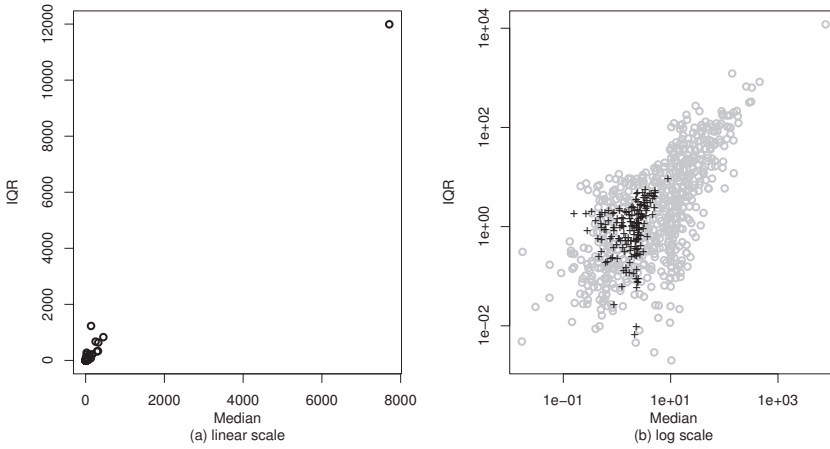 IQR
12000
10000
8000
6000
4000
2000
0
0 2000 4000 6000 8000
Median
(a) linear scale
IQR
1e+04
1e+02
1e+00
1e−02
1e−01 1e+01 1e+03
Median
(b) log scale